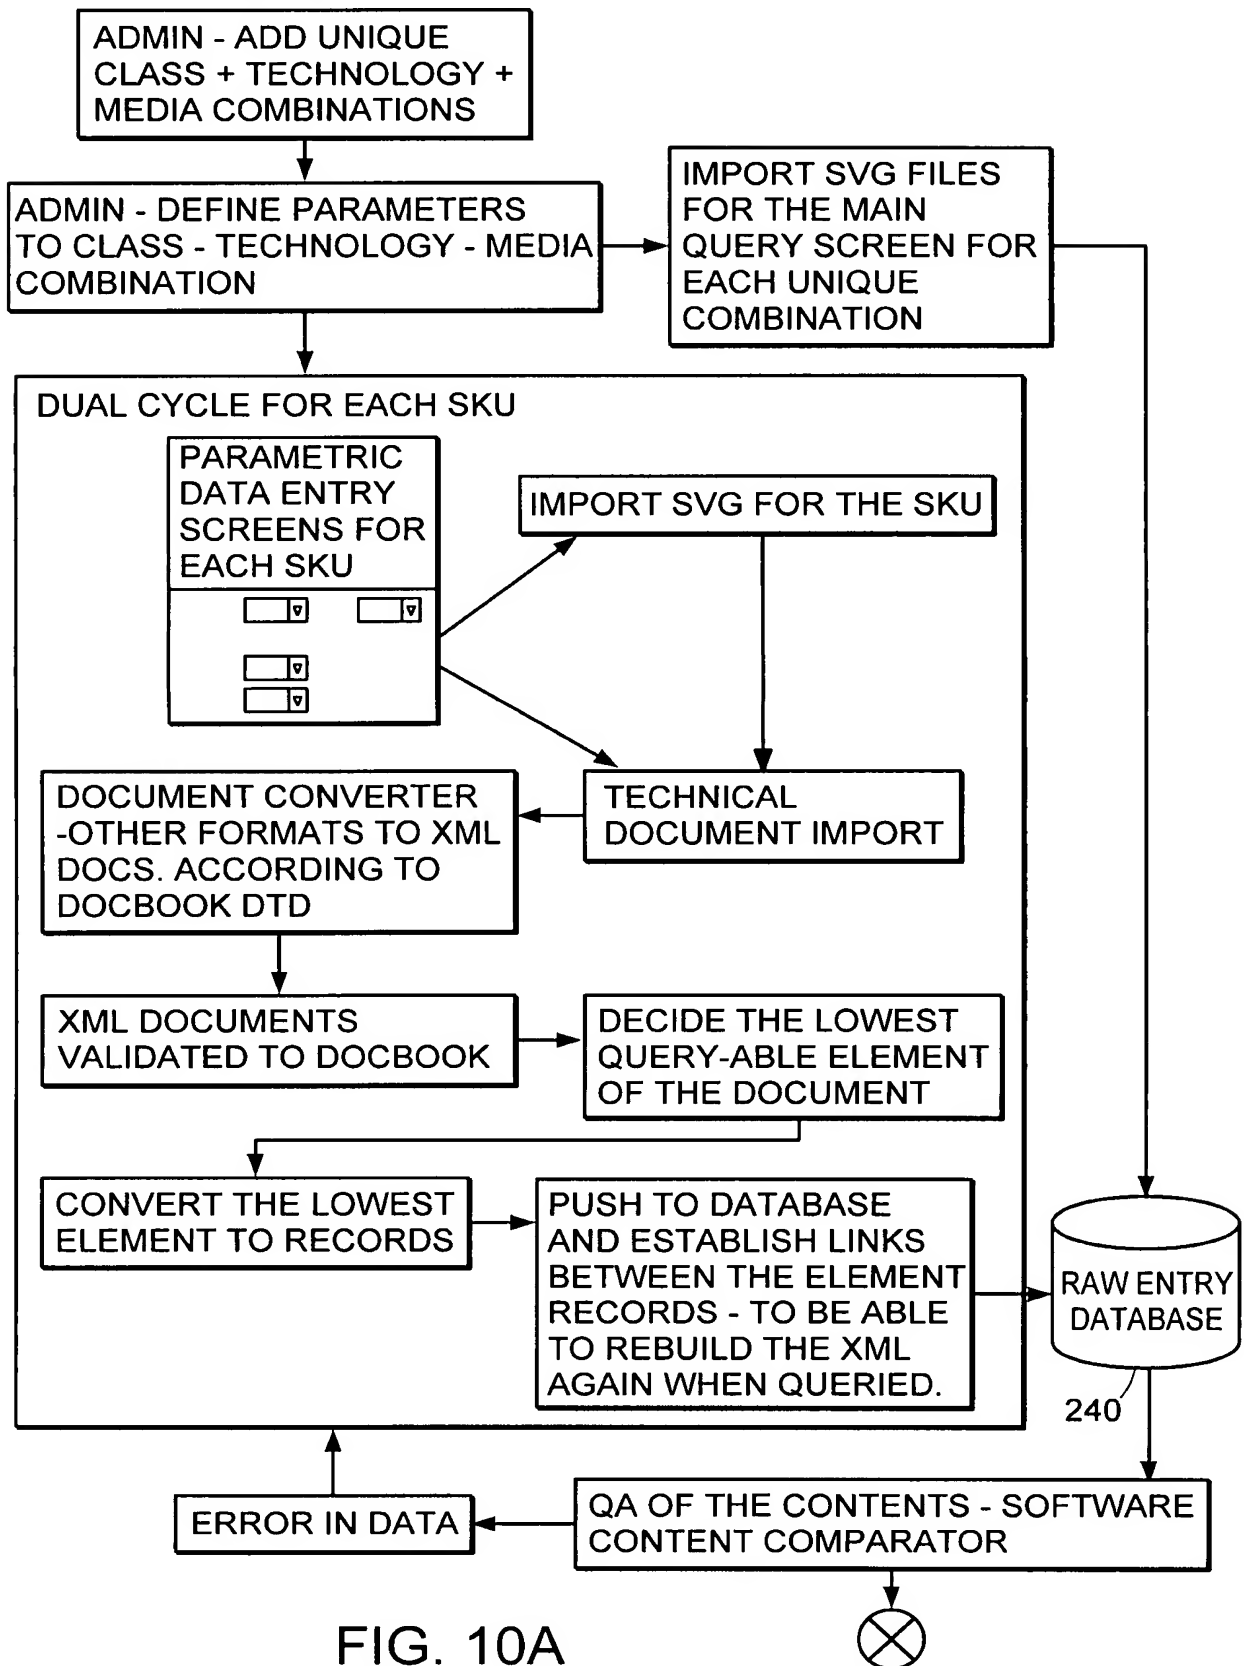 ADMIN - ADD UNIQUE
CLASS + TECHNOLOGY +
MEDIA COMBINATIONS
ADMIN - DEFINE PARAMETERS
TO CLASS - TECHNOLOGY - MEDIA
COMBINATION
IMPORT SVG FILES
FOR THE MAIN
QUERY SCREEN FOR
EACH UNIQUE
COMBINATION
DUAL CYCLE FOR EACH SKU
PARAMETRIC
DATA ENTRY
SCREENS FOR
EACH SKU
IMPORT SVG FOR THE SKU
TECHNICAL
DOCUMENT IMPORT
DOCUMENT CONVERTER
-OTHER FORMATS TO XML
DOCS. ACCORDING TO
DOCBOOK DTD
XML DOCUMENTS
VALIDATED TO DOCBOOK
DECIDE THE LOWEST
QUERY-ABLE ELEMENT
OF THE DOCUMENT
CONVERT THE LOWEST
ELEMENT TO RECORDS
PUSH TO DATABASE
AND ESTABLISH LINKS
BETWEEN THE ELEMENT
RECORDS - TO BE ABLE
TO REBUILD THE XML
AGAIN WHEN QUERIED.
RAW ENTRY
DATABASE
240
QA OF THE CONTENTS - SOFTWARE
CONTENT COMPARATOR
ERROR IN DATA
FIG. 10A